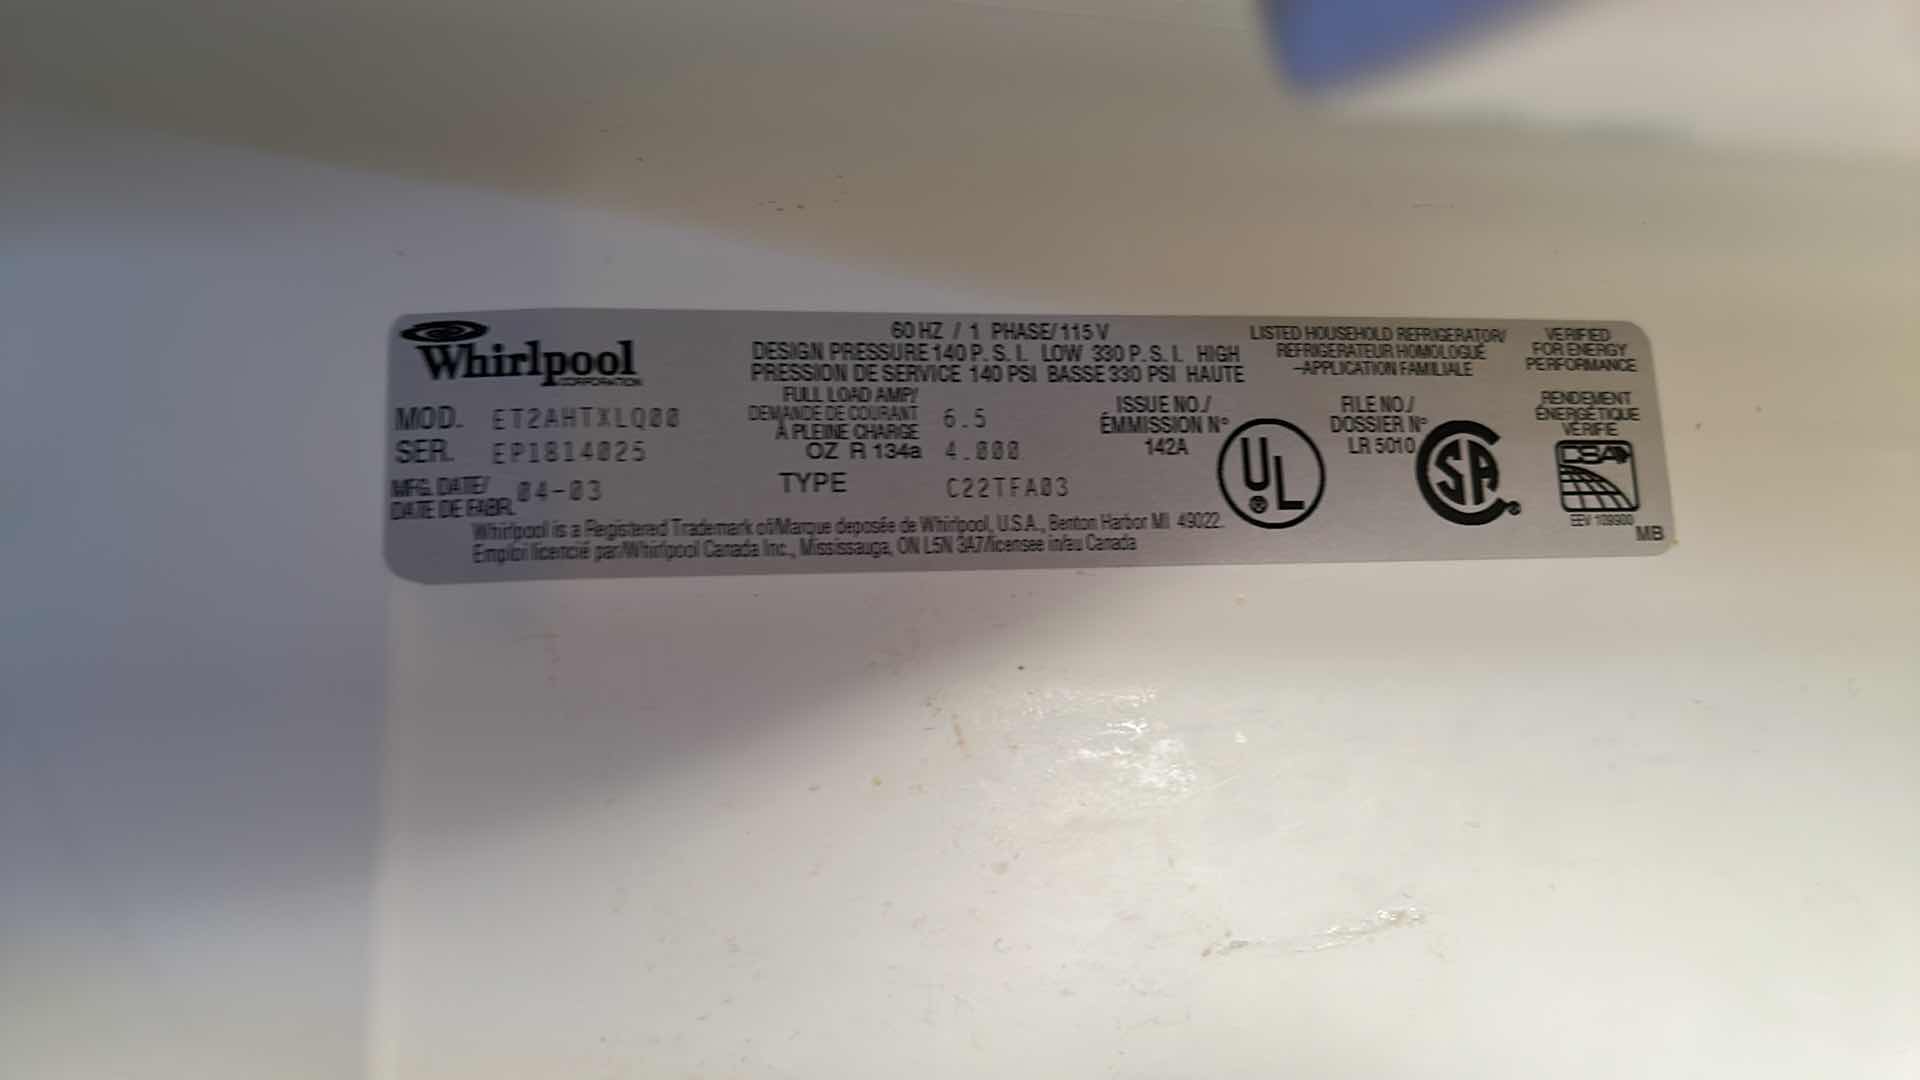 Whirlpool
CORPORATION
MOD. ET2AHTXLQ00
SER. EP1814025
MFG. DATE/
DATE DE FABR. 04-03
60 HZ / 1 PHASE/115 V
DESIGN PRESSURE 140 P. S. I. LOW 330 P. S. I. HIGH
PRESSION DE SERVICE 140 PSI BASSE 330 PSI HAUTE
FULL LOAD AMP/
DEMANDE DE COURANT
À PLEINE CHARGE 6.5
OZ R 134a 4.000
TYPE C22TFA03
ISSUE NO./
ÉMMISSION N°
142A
UL
®
LISTED HOUSEHOLD REFRIGERATOR/
REFRIGERATEUR HOMOLOGUÉ
-APPLICATION FAMILIALE
FILE NO./
DOSSIER N°
LR 5010
SA
®
VERIFIED
FOR ENERGY
PERFORMANCE
RENDEMENT
ÉNERGÉTIQUE
VÉRIFIÉ
CSA
EEV 109900
MB
Whirlpool is a Registered Trademark of/Marque deposée de Whirlpool, U.S.A., Benton Harbor MI 49022
Emploi licencié par/Whirlpool Canada Inc., Mississauga, ON L5N 3A7/licensee in/au Canada